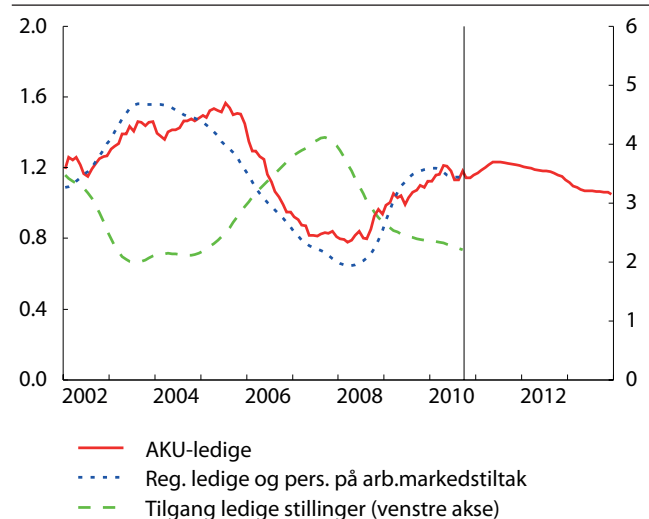 2.0 6
5
1.6
4
1.2
3
0.8
2
0.4
1
0.0 0
2002 2004 2006 2008 2010 2012
AKU-ledige
Reg. ledige og pers. på arb.markedstiltak
Tilgang ledige stillinger (venstre akse)